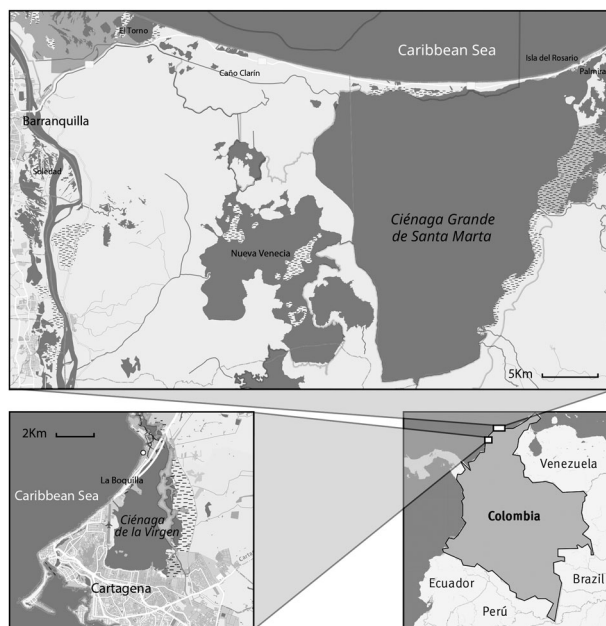 El Torno
Caribbean Sea
Isla del Rosario
Caño Clarín
Palmira
Barranquilla
Soledad
Ciénaga Grande
de Santa Marta
Nueva Venecia
5Km
2Km
La Boquilla
Caribbean Sea
Ciénaga
de la Virgen
Cartagena
Venezuela
Colombia
Ecuador
Brazil
Perú